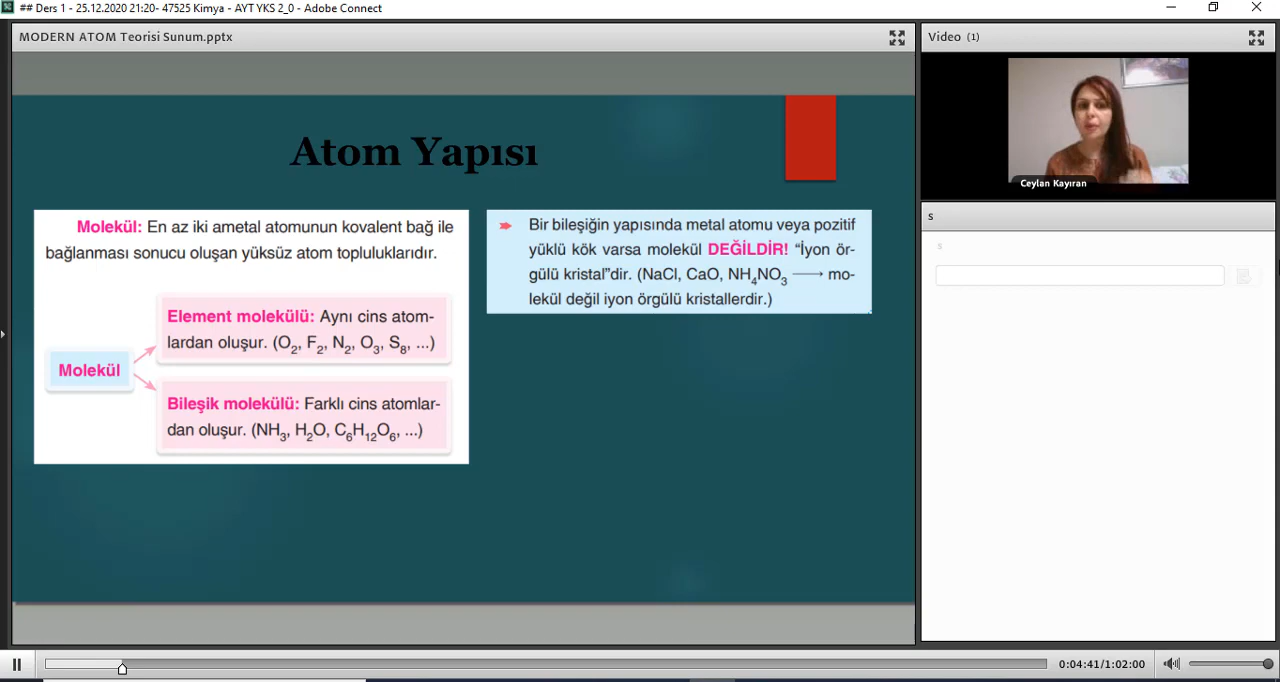 ## Ders 1 - 25.12.2020 21:20- 47525 Kimya - AYT YKS 2_0 - Adobe Connect
MODERN ATOM Teorisi Sunum.pptx
Atom Yapısı
Molekül: En az iki ametal atomunun kovalent bağ ile
bağlanması sonucu oluşan yüksüz atom topluluklarıdır.
Element molekülü: Aynı cins atom-
lardan oluşur. (O₂, F₂, N₂, O₃, S₈, ...)
Molekül
Bileşik molekülü: Farklı cins atomlar-
dan oluşur. (NH₃, H₂O, C₆H₁₂O₆, ...)
Bir bileşiğin yapısında metal atomu veya pozitif
yüklü kök varsa molekül DEĞİLDİR! “İyon ör-
gülü kristal”dir. (NaCl, CaO, NH₄NO₃ ⟶ mo-
lekül değil iyon örgülü kristallerdir.)
Video (1)
Ceylan Kayıran
s
s
0:04:41/1:02:00